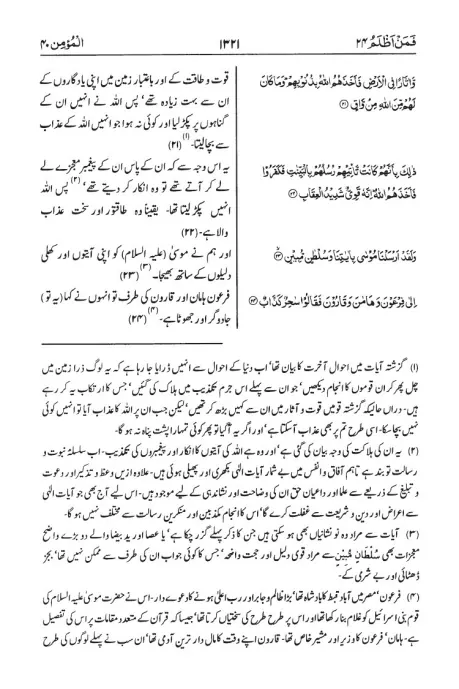 فَمَنْ اَظْلَمُ ۲۴
۱۳۲۱
الْمُؤْمِن ۴۰
وَّاٰثَارًا فِی الْاَرْضِ فَاَخَذَهُمُ اللّٰهُ بِذُنُوْبِهِمْ وَمَا كَانَ
لَهُمْ مِّنَ اللّٰهِ مِنْ وَّاقٍ ۞
ذٰلِكَ بِاَنَّهُمْ كَانَتْ تَّاْتِیْهِمْ رُسُلُهُمْ بِالْبَیِّنٰتِ فَكَفَرُوْا
فَاَخَذَهُمُ اللّٰهُ اِنَّهٗ قَوِیٌّ شَدِیْدُ الْعِقَابِ ۞
وَلَقَدْ اَرْسَلْنَا مُوْسٰی بِاٰیٰتِنَا وَسُلْطٰنٍ مُّبِیْنٍ ۞
اِلٰی فِرْعَوْنَ وَهَامٰنَ وَقَارُوْنَ فَقَالُوْا سٰحِرٌ كَذَّابٌ ۞
قوت و طاقت کے اور باعتبار زمین میں اپنی یادگاروں کے
ان سے بہت زیادہ تھے' پس اللہ نے انہیں ان کے
گناہوں پر پکڑ لیا اور کوئی نہ ہوا جو انہیں اللہ کے عذاب
سے بچا لیتا۔ (۱) (۲۱)
یہ اس وجہ سے کہ ان کے پاس ان کے پیغمبر معجزے لے
لے کر آتے تھے تو وہ انکار کر دیتے تھے' (۲) پس اللہ
انہیں پکڑ لیتا تھا۔ یقیناً وہ طاقتور اور سخت عذاب
والا ہے۔ (۲۲)
اور ہم نے موسیٰ (علیہ السلام) کو اپنی آیتوں اور کھلی
دلیلوں کے ساتھ بھیجا۔ (۳) (۲۳)
فرعون ہامان اور قارون کی طرف تو انہوں نے کہا (یہ تو)
جادوگر اور جھوٹا ہے۔ (۴) (۲۴)
(۱) گزشتہ آیات میں احوال آخرت کا بیان تھا' اب دنیا کے احوال سے انہیں ڈرایا جا رہا ہے کہ یہ لوگ ذرا زمین میں
چل پھر کر ان قوموں کا انجام دیکھیں' جو ان سے پہلے اس جرم تکذیب میں ہلاک کی گئیں' جس کا ارتکاب یہ کر رہے
ہیں۔ دراں حالیکہ گزشتہ قومیں قوت و آثار میں ان سے کہیں بڑھ کر تھیں' لیکن جب ان پر اللہ کا عذاب آیا تو انہیں کوئی
نہیں بچا سکا۔ اسی طرح تم پر بھی عذاب آ سکتا ہے' اور اگر یہ آ گیا تو پھر کوئی تمہارا پشت پناہ نہ ہو گا۔
(۲) یہ ان کی ہلاکت کی وجہ بیان کی گئی ہے' اور وہ ہے اللہ کی آیتوں کا انکار اور پیغمبروں کی تکذیب۔ اب سلسلۂ نبوت و
رسالت تو بند ہے تاہم آفاق وانفس میں بے شمار آیات الٰہی بکھری اور پھیلی ہوئی ہیں۔ علاوہ ازیں وعظ و تذکیر اور دعوت
و تبلیغ کے ذریعے سے علما اور داعیان حق ان کی وضاحت اور نشاندہی کے لیے موجود ہیں۔ اس لیے آج بھی جو آیات الٰہی
سے اعراض اور دین و شریعت سے غفلت کرے گا' اس کا انجام مکذبین اور منکرین رسالت سے مختلف نہیں ہو گا۔
(۳) آیات سے مراد وہ نو نشانیاں بھی ہو سکتی ہیں جن کا ذکر پہلے گزر چکا ہے' یا عصا اور ید بیضا والے دو بڑے واضح
معجزات بھی سُلْطَانٍ مُّبِیْنٍ سے مراد قوی دلیل اور حجت واضحہ' جس کا کوئی جواب ان کی طرف سے ممکن نہیں تھا' بجز
ڈھٹائی اور بے شرمی کے۔
(۴) فرعون' مصر میں آباد قبط کا بادشاہ تھا' بڑا ظالم و جابر اور رب اعلیٰ ہونے کا دعوے دار۔ اس نے حضرت موسیٰ علیہ السلام کی
قوم بنی اسرائیل کو غلام بنا رکھا تھا اور اس پر طرح طرح کی سختیاں کرتا تھا' جیسا کہ قرآن کے متعدد مقامات پر اس کی تفصیل
ہے۔ ہامان' فرعون کا وزیر اور مشیر خاص تھا۔ قارون اپنے وقت کا مال دار ترین آدمی تھا' ان سب نے پہلے لوگوں کی طرح